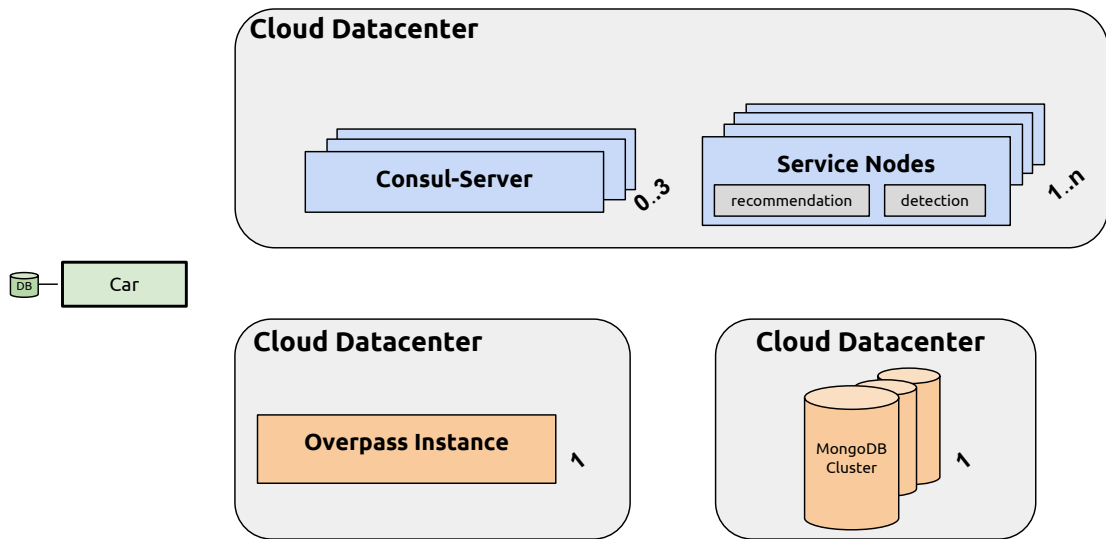 Cloud Datacenter
Consul-Server
0..3
Service Nodes
recommendation
detection
1..n
DB
Car
Cloud Datacenter
Overpass Instance
1
Cloud Datacenter
MongoDB
Cluster
1